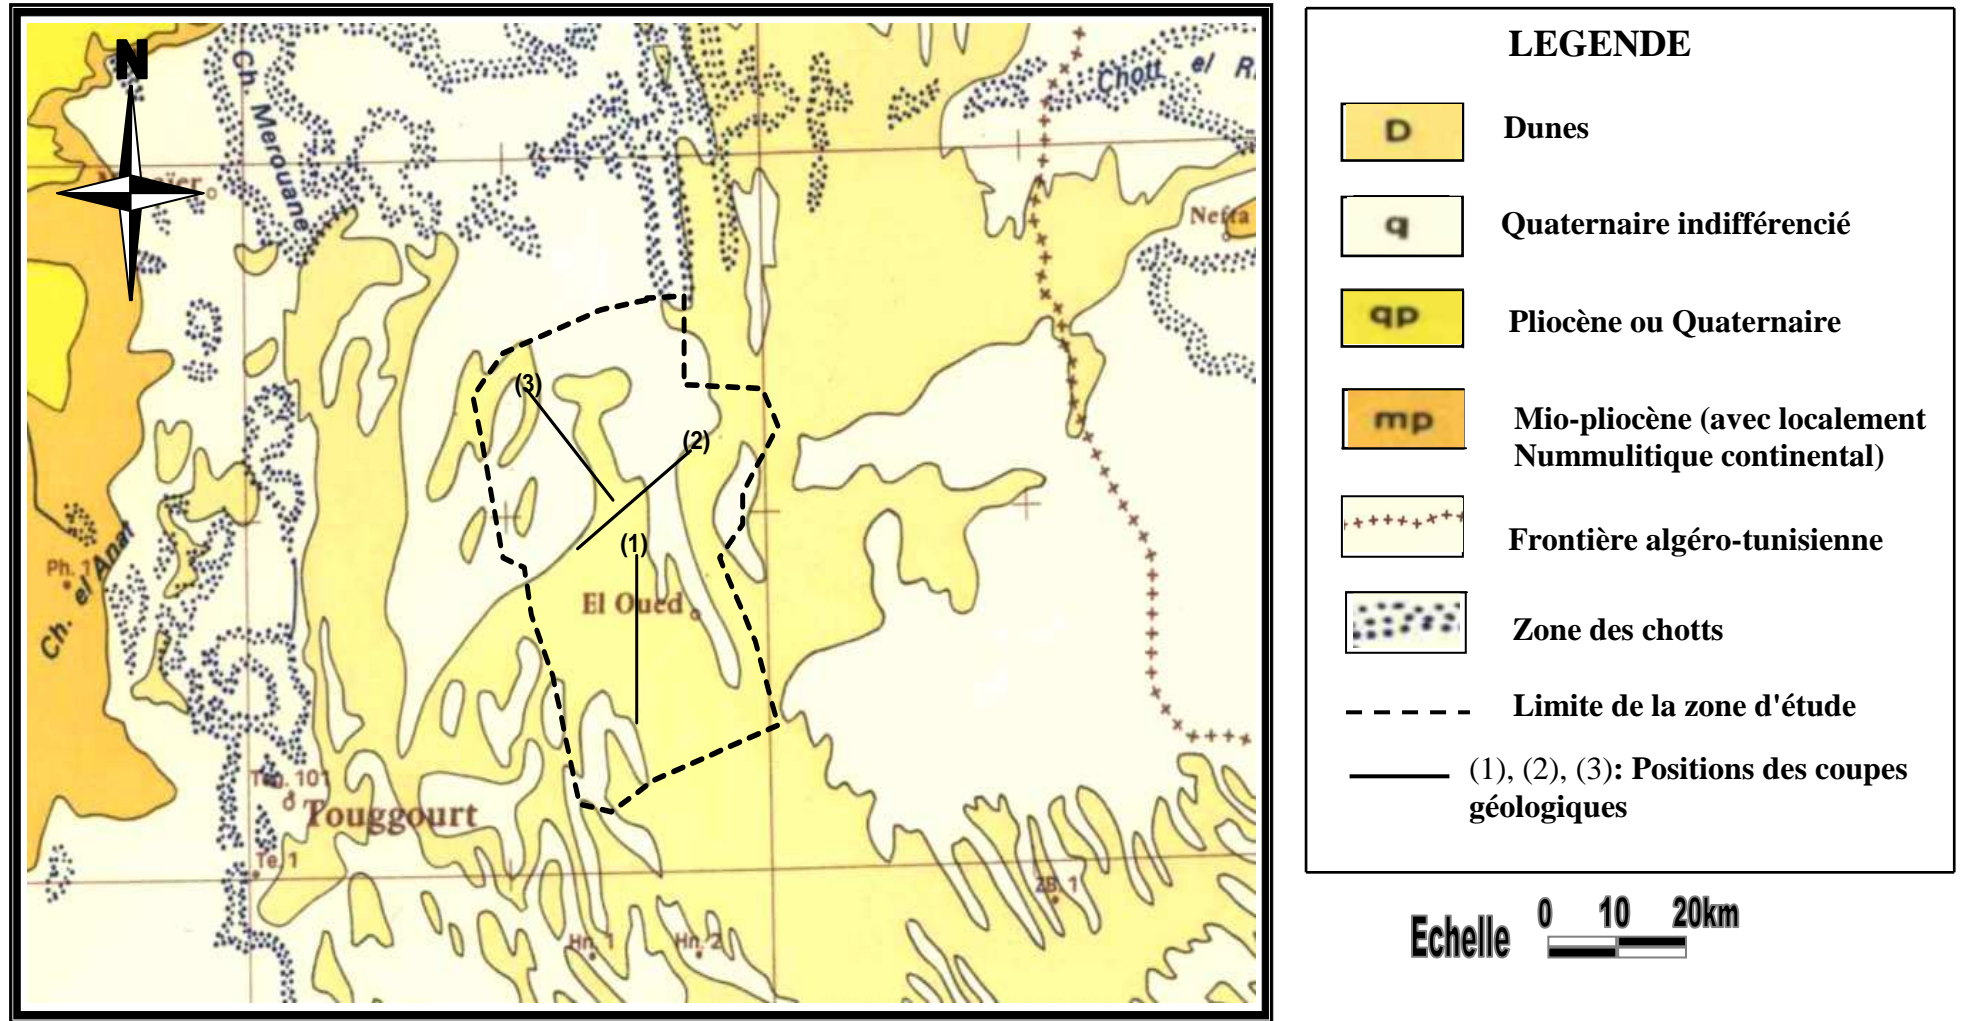 N
Ch. Merouane
Chott el R
Nefta
(3)
(2)
(1)
El Oued
Ph. 1
Ch. el Anat
Touggourt
Te. 1
Hn. 1
Hn. 2
ZB. 1
LEGENDE
D
Dunes
q
Quaternaire indifférencié
qp
Pliocène ou Quaternaire
mp
Mio-pliocène (avec localement
Nummulitique continental)
Frontière algéro-tunisienne
Zone des chotts
Limite de la zone d'étude
(1), (2), (3): Positions des coupes
géologiques
Echelle
0 10 20km